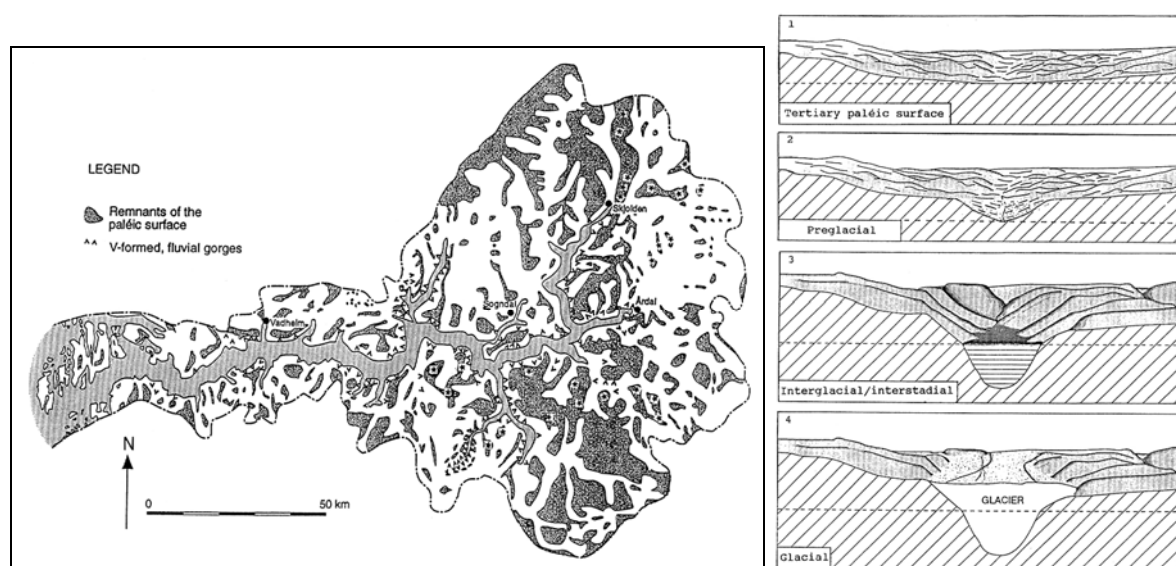 LEGEND
Remnants of the
paléic surface
V-formed, fluvial gorges
Skjolden
Årdal
Sogndal
Vadheim
N
0
50 km
1
Tertiary paléic surface
2
Preglacial
3
Interglacial/interstadial
4
GLACIER
Glacial